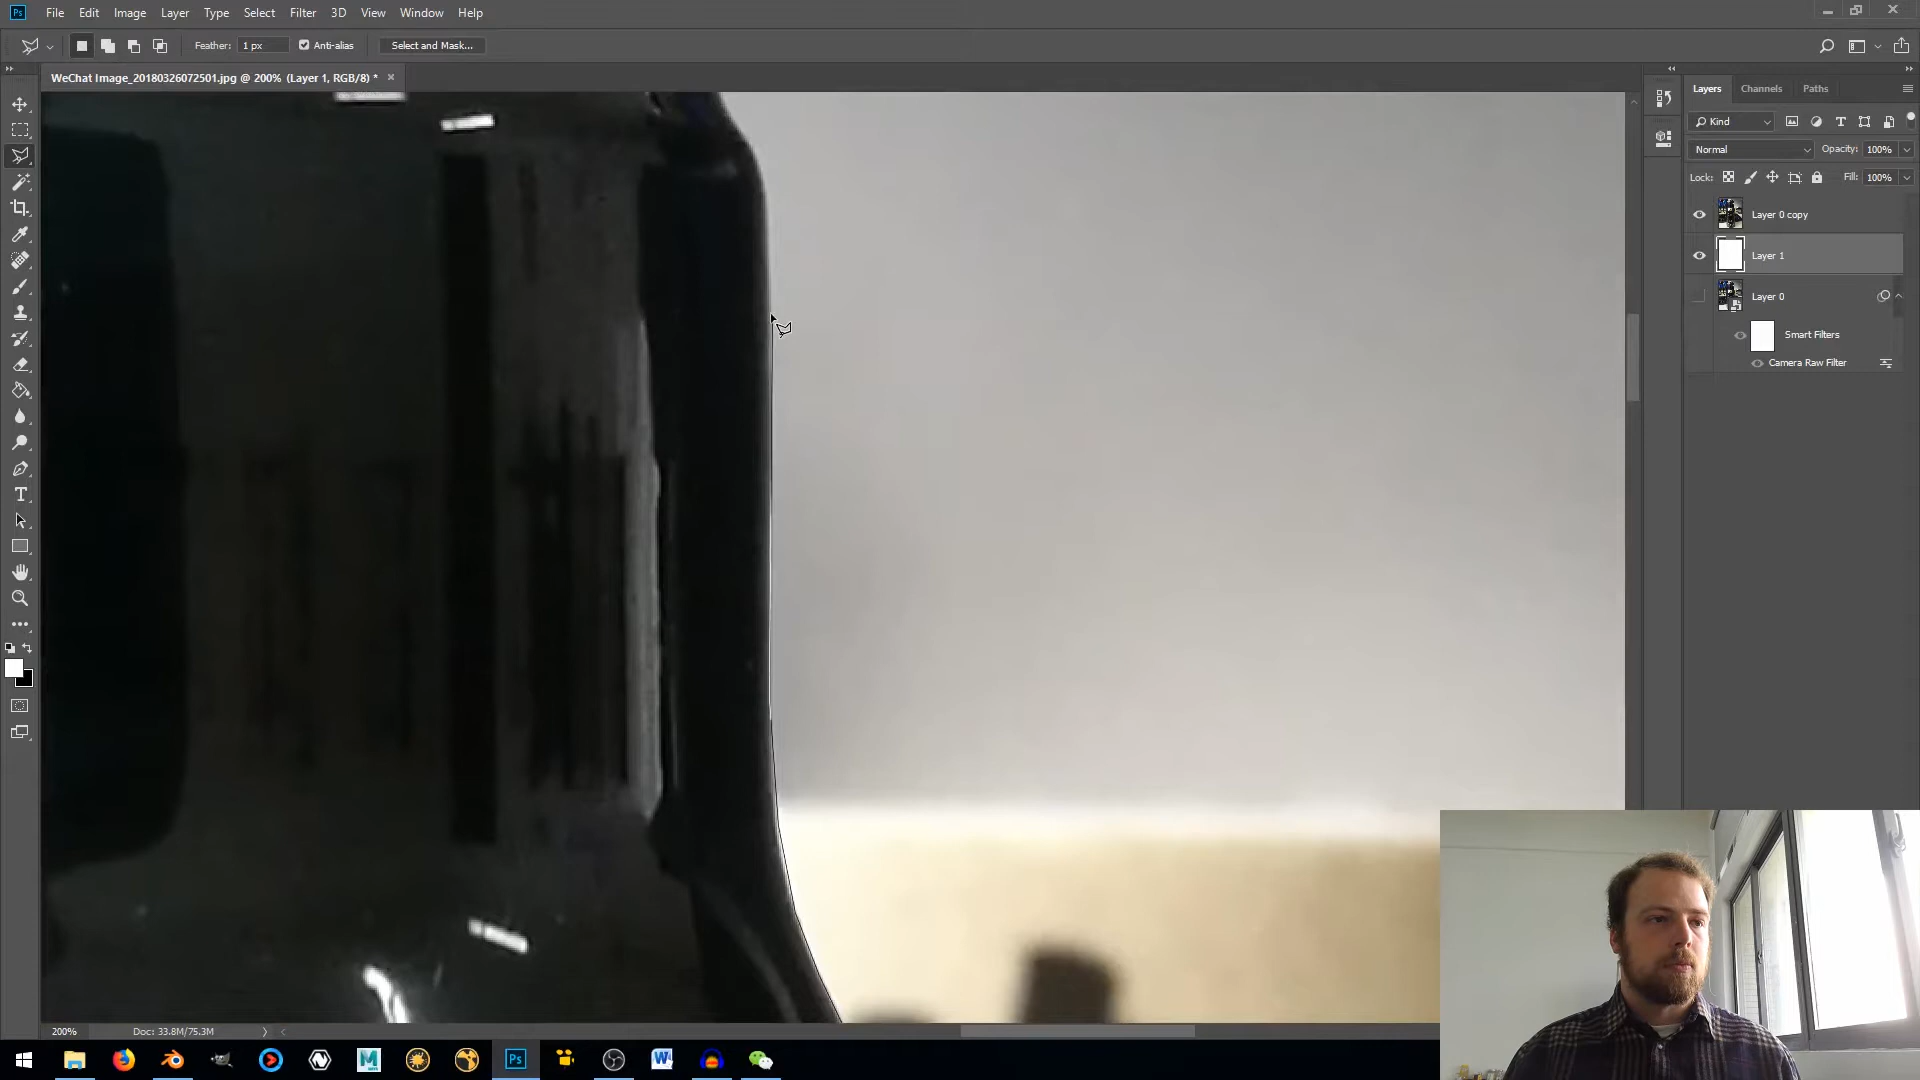 Ps File Edit Image Layer Type Select Filter 3D View Window Help
Feather: 1 px Anti-alias Select and Mask...
WeChat Image_20180326072501.jpg @ 200% (Layer 1, RGB/8) * ×
Layers Channels Paths
Kind
Normal Opacity: 100%
Lock: Fill: 100%
Layer 0 copy
Layer 1
Layer 0
Smart Filters
Camera Raw Filter
200% Doc: 33.8M/75.3M